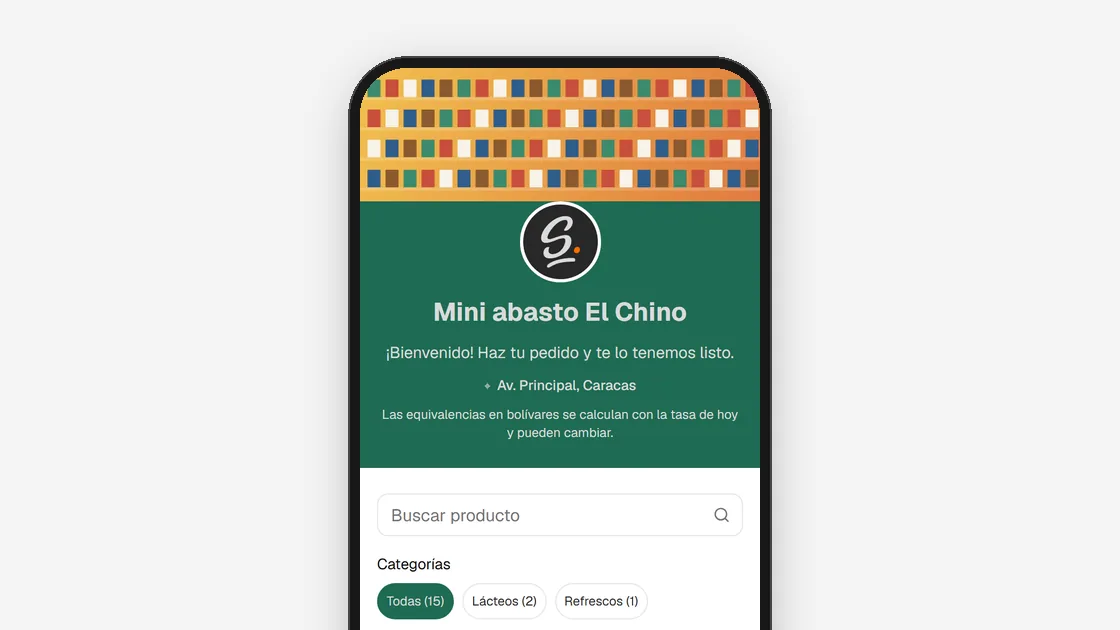 S.
Mini abasto El Chino
¡Bienvenido! Haz tu pedido y te lo tenemos listo.
Av. Principal, Caracas
Las equivalencias en bolívares se calculan con la tasa de hoy
y pueden cambiar.
Buscar producto
Categorías
Todas (15) Lácteos (2) Refrescos (1)